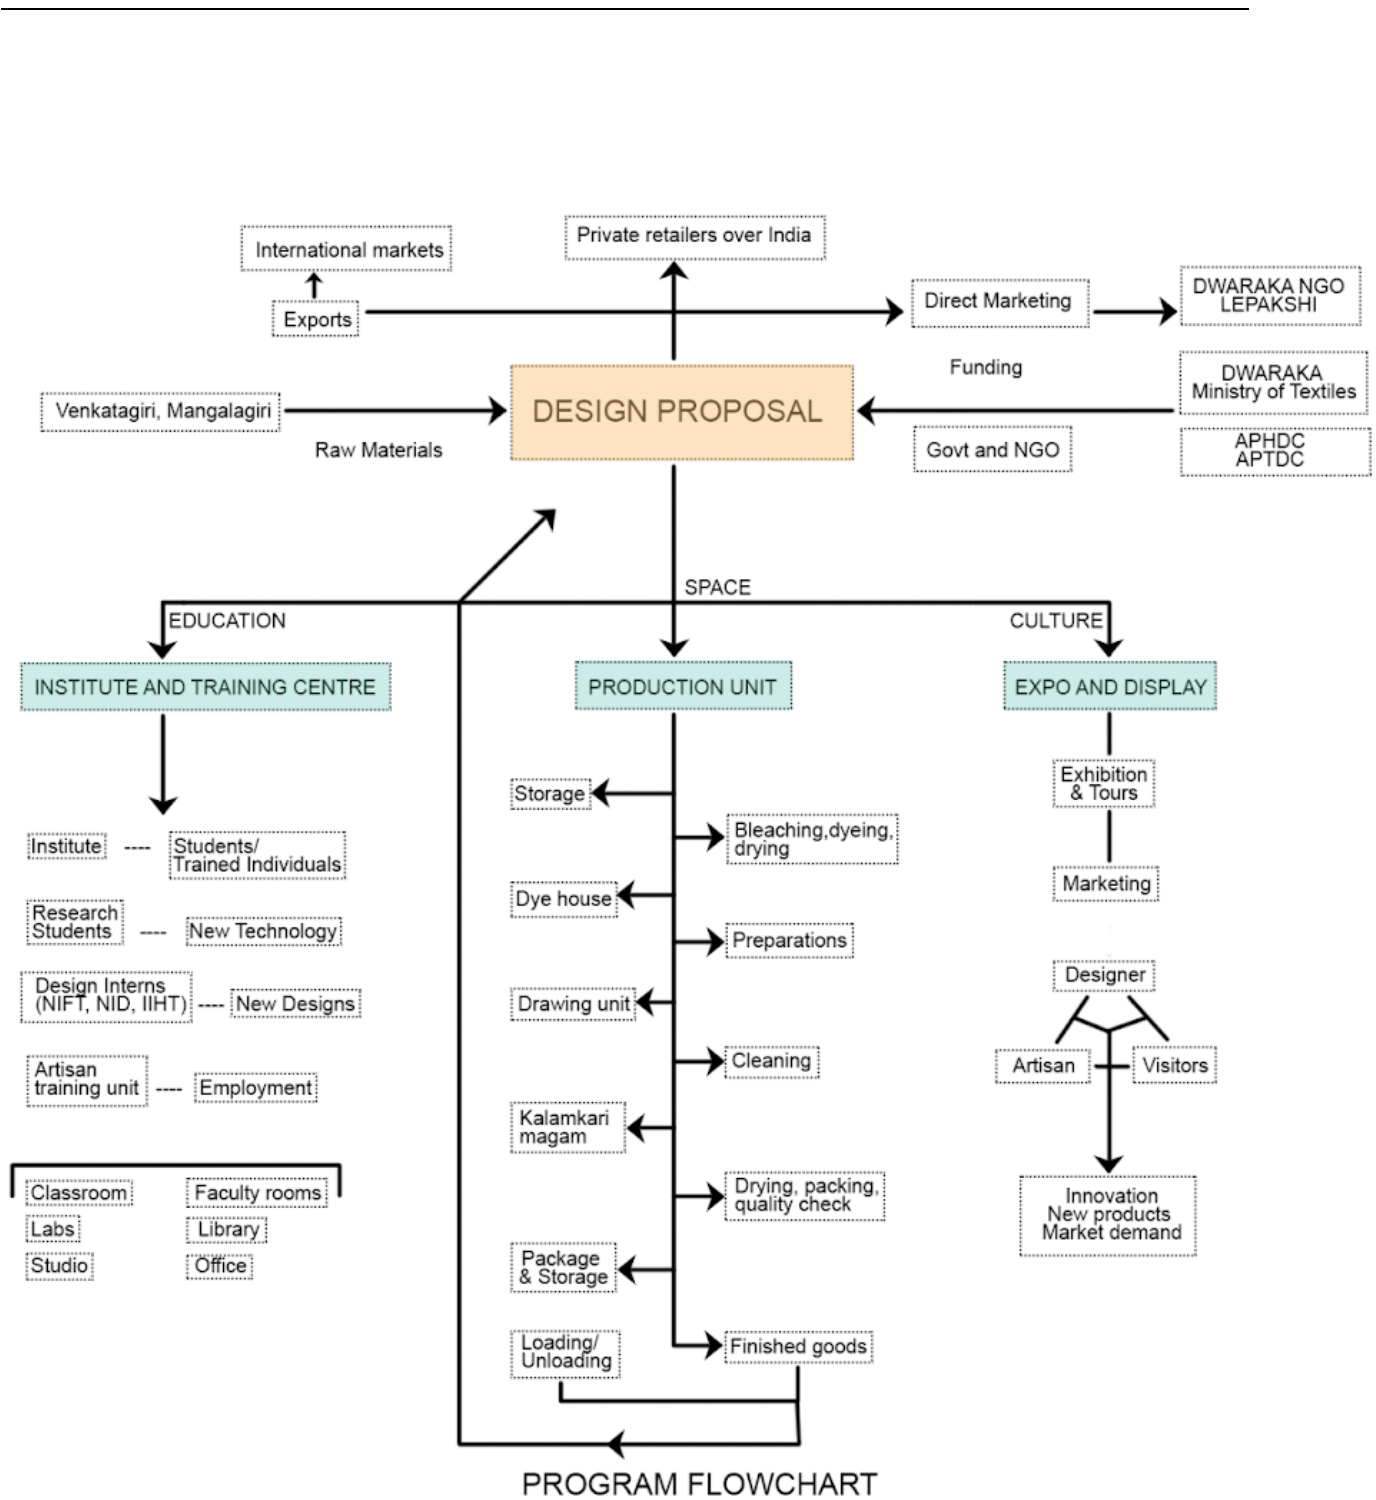 Private retailers over India
International markets
Exports
Direct Marketing
DWARAKA NGO
LEPAKSHI
Funding
DWARAKA
Ministry of Textiles
Venkatagiri, Mangalagiri
DESIGN PROPOSAL
Raw Materials
Govt and NGO
APHDC
APTDC
SPACE
EDUCATION
CULTURE
INSTITUTE AND TRAINING CENTRE
PRODUCTION UNIT
EXPO AND DISPLAY
Institute ---- Students/
Trained Individuals
Research
Students ---- New Technology
Design Interns
(NIFT, NID, IIHT) ---- New Designs
Artisan
training unit ---- Employment
Classroom
Faculty rooms
Labs
Library
Studio
Office
Storage
Bleaching,dyeing,
drying
Dye house
Preparations
Drawing unit
Cleaning
Kalamkari
magam
Drying, packing,
quality check
Package
& Storage
Loading/
Unloading
Finished goods
Exhibition
& Tours
Marketing
Designer
Artisan
Visitors
Innovation
New products
Market demand
PROGRAM FLOWCHART